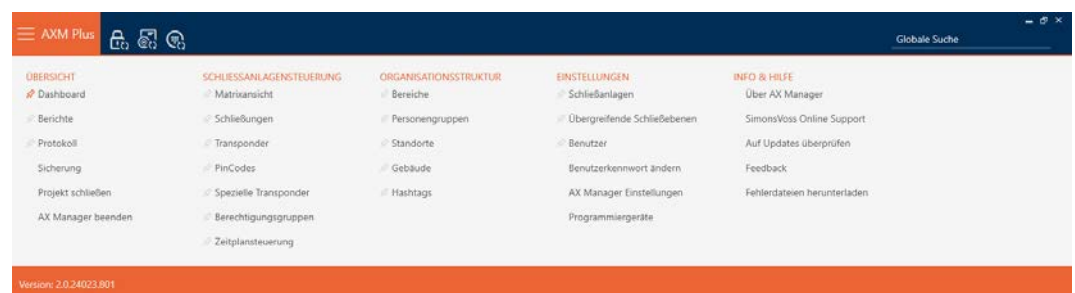 AXM Plus
Globale Suche
ÜBERSICHT
Dashboard
Berichte
Protokoll
Sicherung
Projekt schließen
AX Manager beenden
SCHLIESSANLAGENSTEUERUNG
Matrixansicht
Schließungen
Transponder
PinCodes
Spezielle Transponder
Berechtigungsgruppen
Zeitplansteuerung
ORGANISATIONSSTRUKTUR
Bereiche
Personengruppen
Standorte
Gebäude
Hashtags
EINSTELLUNGEN
Schließanlagen
Übergreifende Schließebenen
Benutzer
Benutzerkennwort ändern
AX Manager Einstellungen
Programmiergeräte
INFO & HILFE
Über AX Manager
SimonsVoss Online Support
Auf Updates überprüfen
Feedback
Fehlerdateien herunterladen
Version: 2.0.24023.801